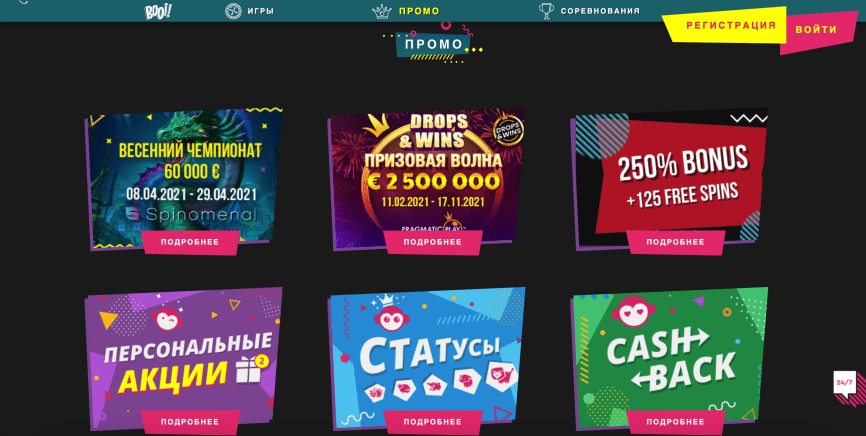 BOOI!
ИГРЫ
ПРОМО
СОРЕВНОВАНИЯ
РЕГИСТРАЦИЯ
ВОЙТИ
ПРОМО
ВЕСЕННИЙ ЧЕМПИОНАТ
60 000 €
08.04.2021 - 29.04.2021
Spinomenal
ПОДРОБНЕЕ
DROPS
& WINS
DROPS
& WINS
ПРИЗОВАЯ ВОЛНА
€ 2 500 000
11.02.2021 - 17.11.2021
PRAGMATIC PLAY
ПОДРОБНЕЕ
250% BONUS
+125 FREE SPINS
ПОДРОБНЕЕ
ПЕРСОНАЛЬНЫЕ
АКЦИИ
2
ПОДРОБНЕЕ
СТАТУСЫ
ПОДРОБНЕЕ
CASH
BACK
ПОДРОБНЕЕ
24/7